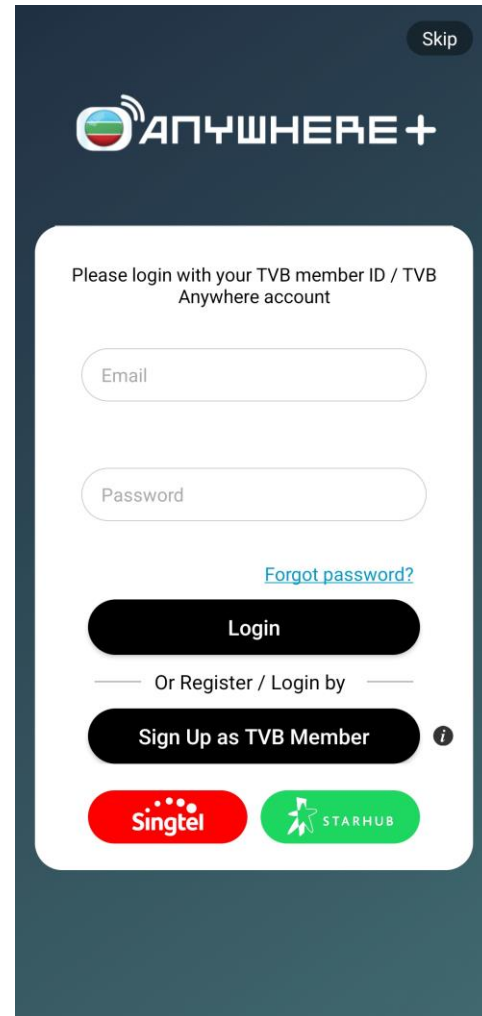 Skip
ANYWHERE+
Please login with your TVB member ID / TVB
Anywhere account
Email
Password
Forgot password?
Login
Or Register / Login by
Sign Up as TVB Member
i
Singtel
STARHUB